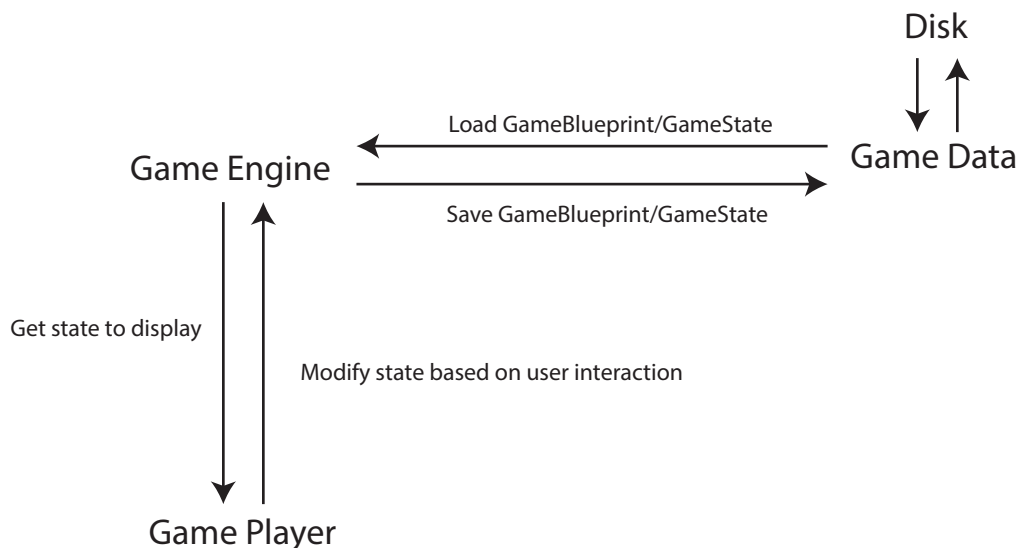 Disk
Load GameBlueprint/GameState
Game Engine
Game Data
Save GameBlueprint/GameState
Get state to display
Modify state based on user interaction
Game Player